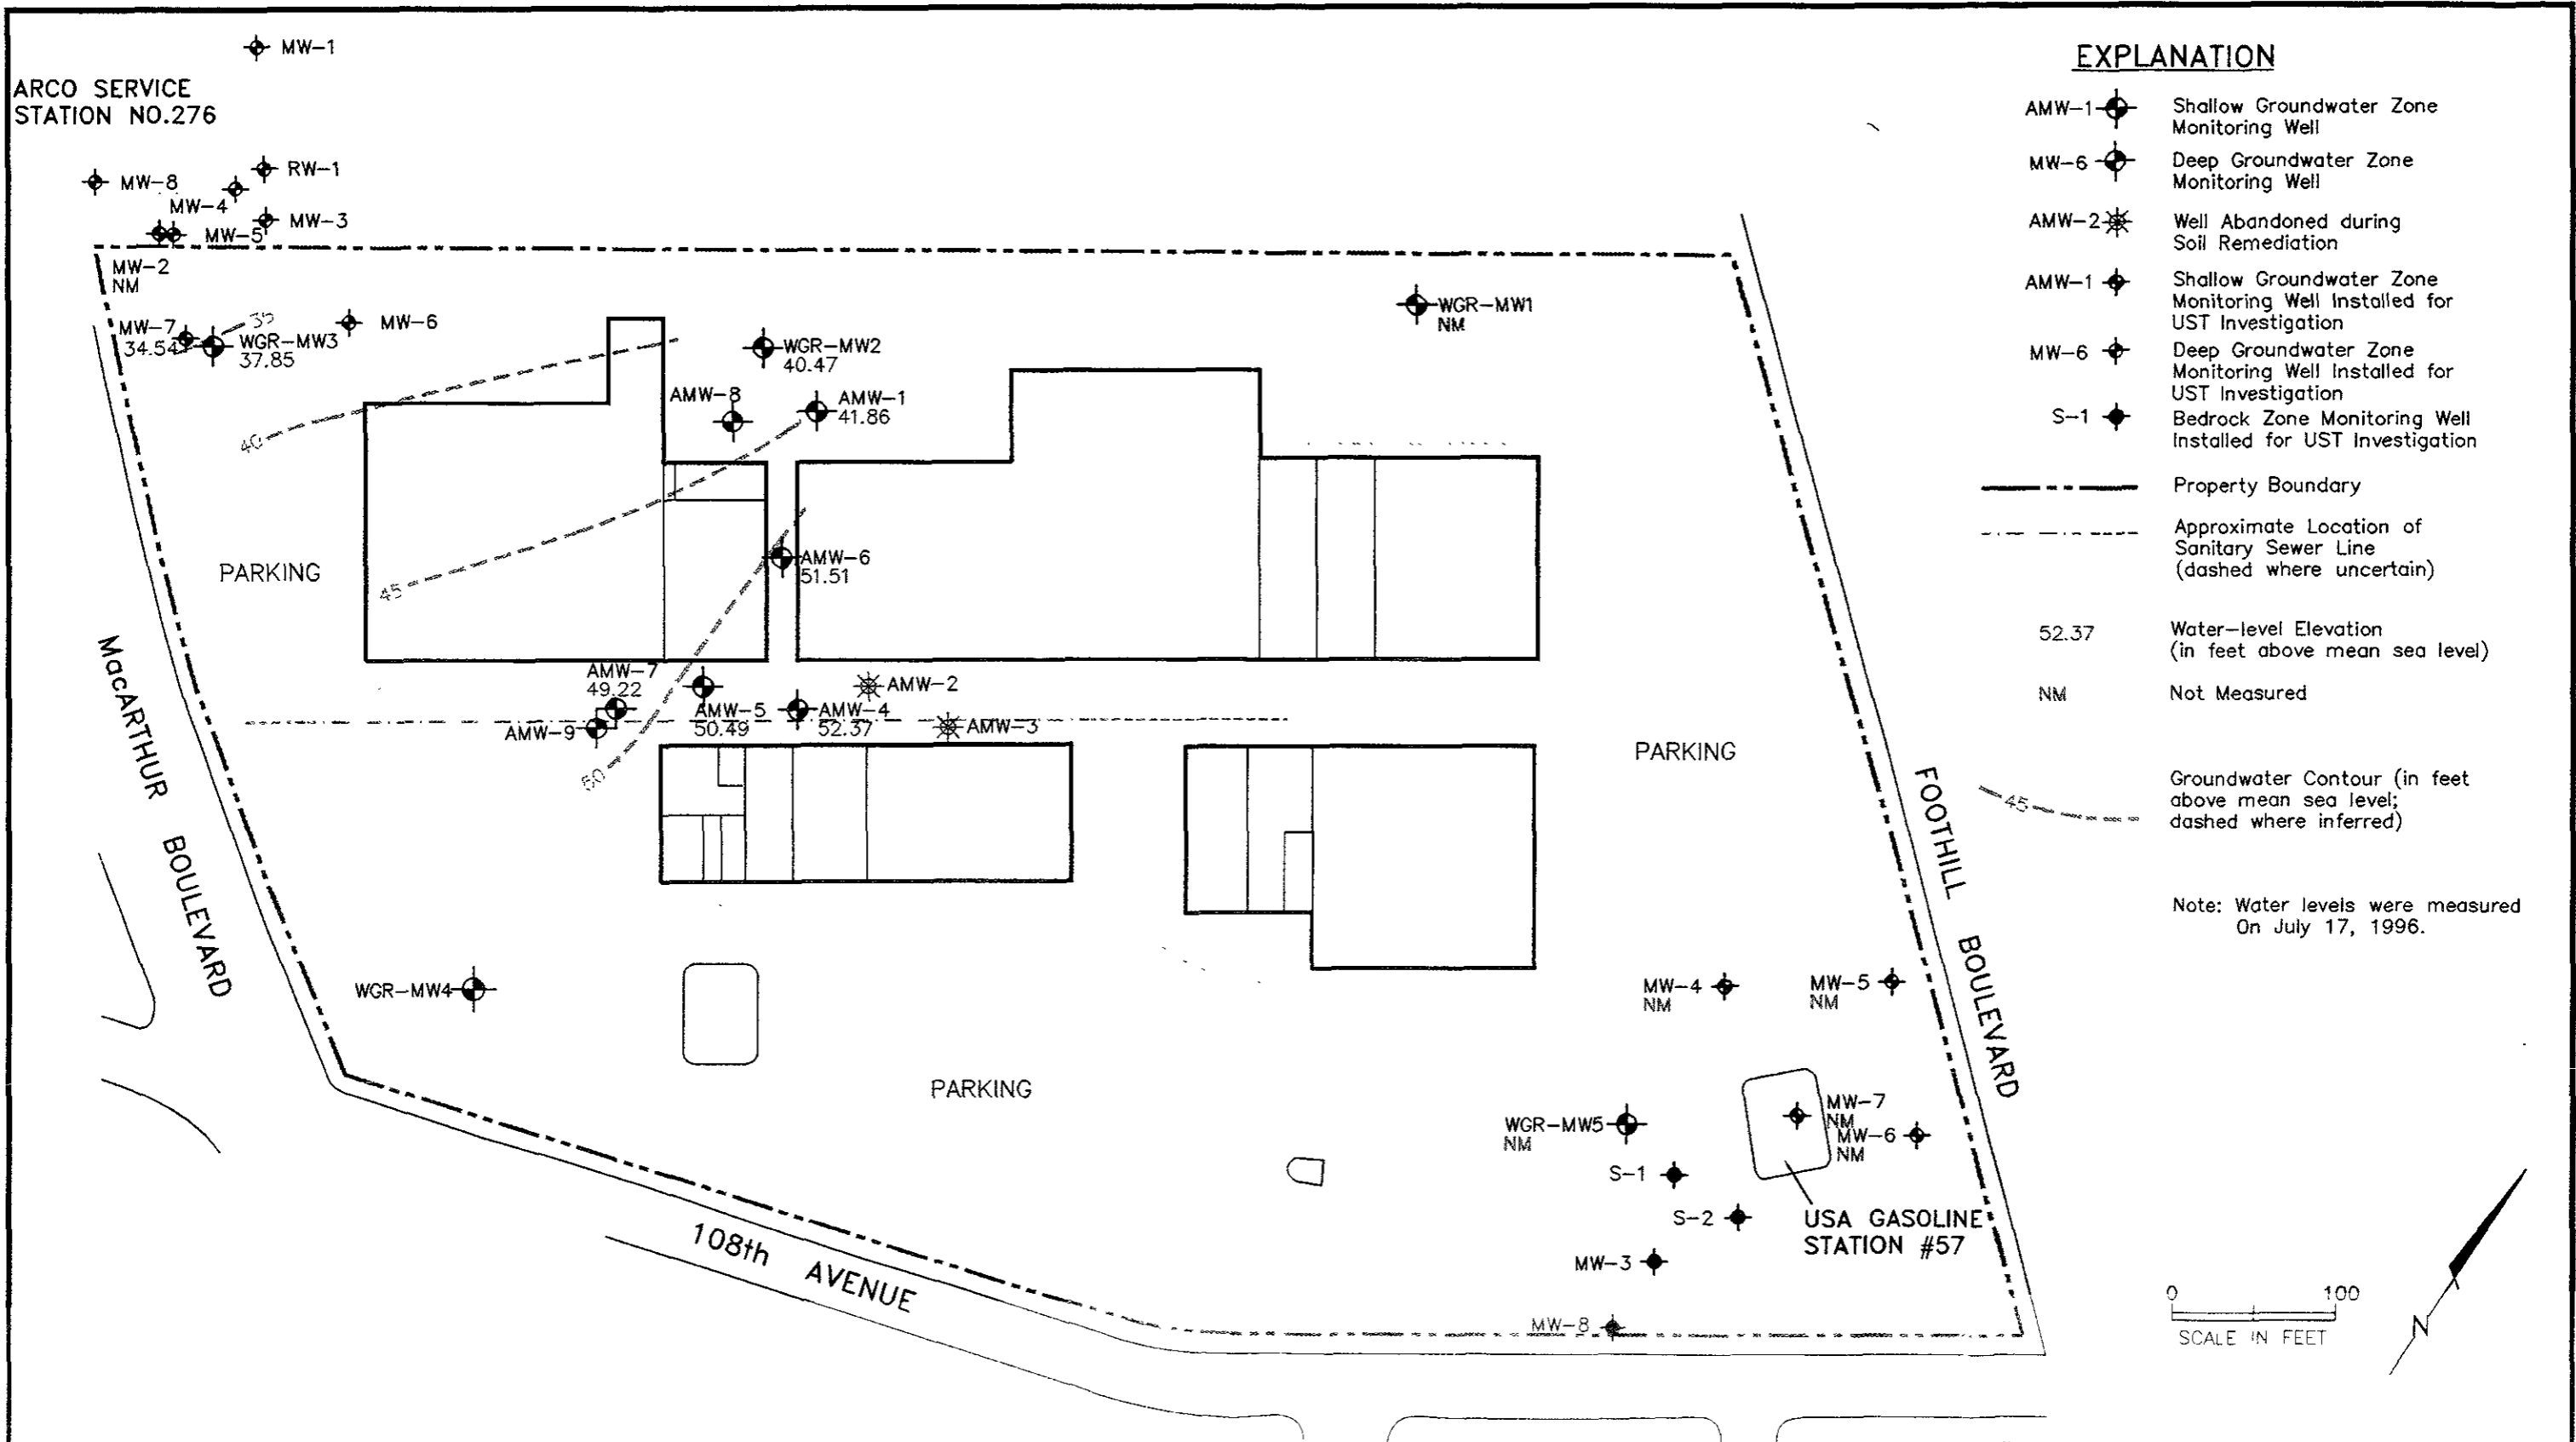 MW-1
ARCO SERVICE
STATION NO.276
RW-1
MW-8
MW-4
MW-3
MW-5
MW-2
NM
MW-7
34.54
35
WGR-MW3
37.85
MW-6
WGR-MW2
40.47
WGR-MW1
NM
AMW-8
AMW-1
41.86
40
45
AMW-6
51.51
PARKING
MacARTHUR BOULEVARD
AMW-7
49.22
AMW-5
50.49
AMW-4
52.37
AMW-2
AMW-3
AMW-9
50
PARKING
FOOTHILL BOULEVARD
WGR-MW4
PARKING
MW-4
NM
MW-5
NM
WGR-MW5
NM
MW-7
NM
MW-6
NM
S-1
S-2
MW-3
MW-8
USA GASOLINE
STATION #57
108th AVENUE
EXPLANATION
AMW-1 Shallow Groundwater Zone
Monitoring Well
MW-6 Deep Groundwater Zone
Monitoring Well
AMW-2 Well Abandoned during
Soil Remediation
AMW-1 Shallow Groundwater Zone
Monitoring Well Installed for
UST Investigation
MW-6 Deep Groundwater Zone
Monitoring Well Installed for
UST Investigation
S-1 Bedrock Zone Monitoring Well
Installed for UST Investigation
Property Boundary
Approximate Location of
Sanitary Sewer Line
(dashed where uncertain)
52.37 Water-level Elevation
(in feet above mean sea level)
NM Not Measured
45 Groundwater Contour (in feet
above mean sea level;
dashed where inferred)
Note: Water levels were measured
On July 17, 1996.
0 100
SCALE IN FEET
N